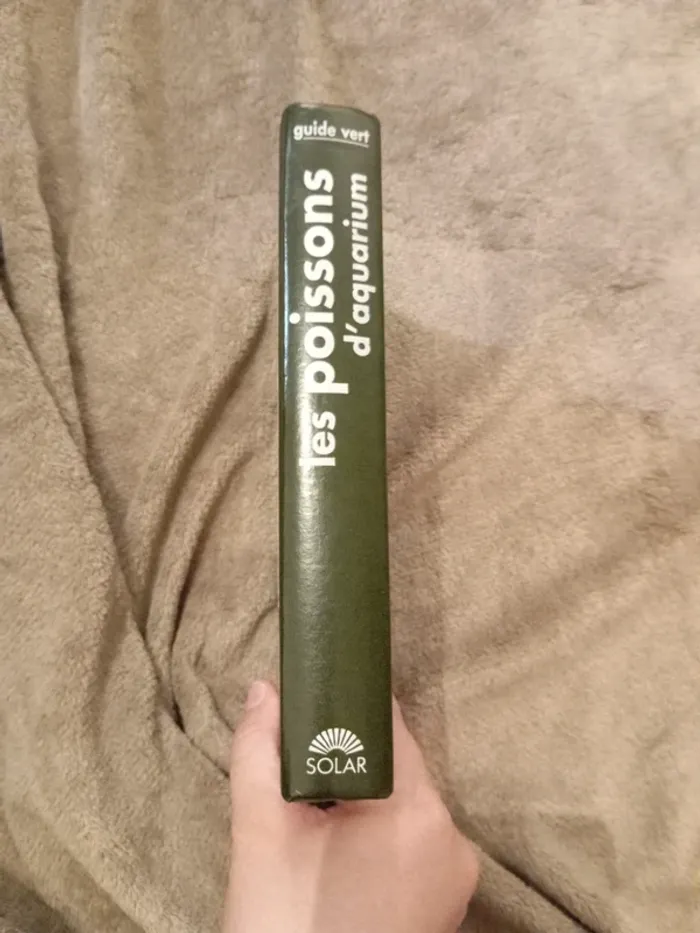 guide vert
les poissons
d'aquarium
SOLAR